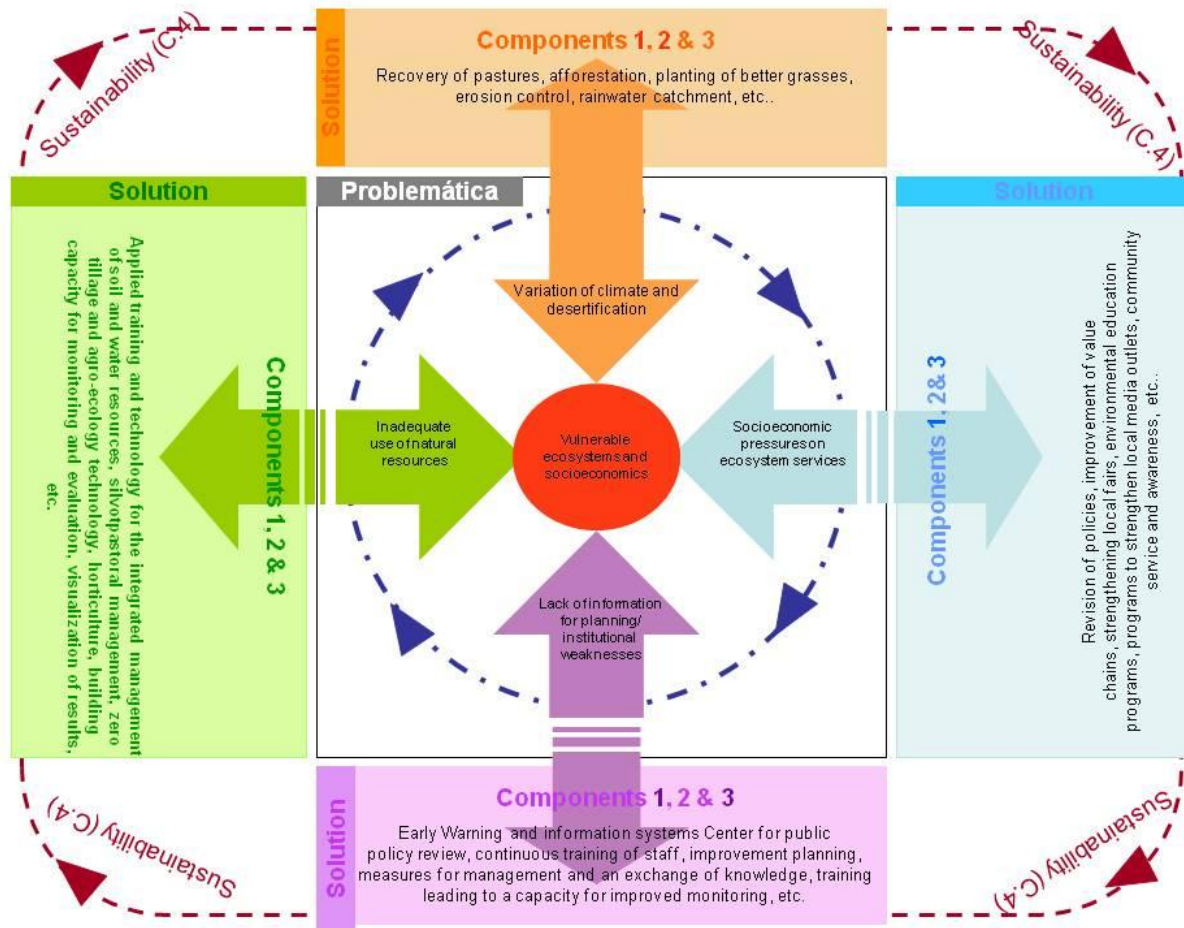 Sustainability (C.4)
Sustainability (C.4)
Solution
Components 1, 2 & 3
Recovery of pastures, afforestation, planting of better grasses,
erosion control, rainwater catchment, etc..
Solution
Applied training and technology for the integrated management
of soil and water resources, silvotpastoral management, zero
tillage and agro-ecology technology, horticulture, building
capacity for monitoring and evaluation, visualization of results,
etc.
Components 1, 2 & 3
Problemática
Variation of climate and
desertification
Inadequate
use of natural
resources
Vulnerable
ecosystems and
socioeconomics
Socioeconomic
pressures on
ecosystem services
Lack of information
for planning/
institutional
weaknesses
Solution
Components 1, 2 & 3
Revision of policies, improvement of value
chains, strengthening local fairs, environmental education
programs, programs to strengthen local media outlets, community
service and awareness, etc..
Solution
Components 1, 2 & 3
Early Warning and information systems Center for public
policy review, continuous training of staff, improvement planning,
measures for management and an exchange of knowledge, training
leading to a capacity for improved monitoring, etc.
Sustainability (C.4)
Sustainability (C.4)